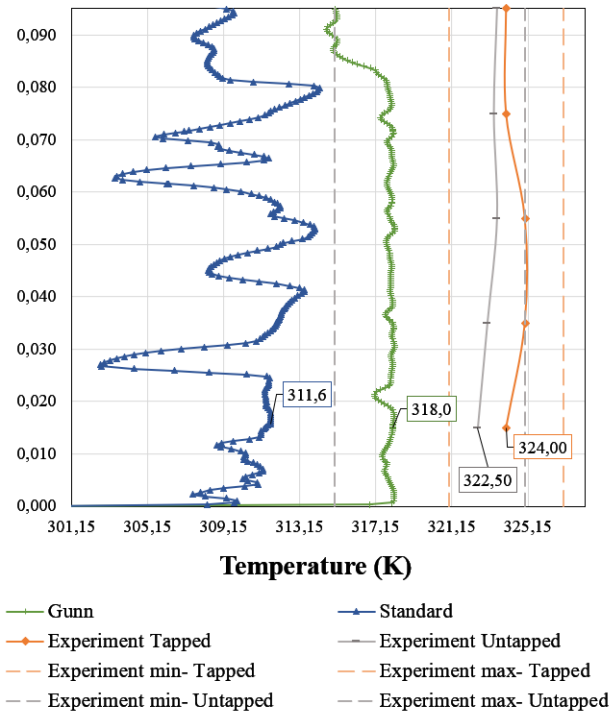 0,090
0,080
0,070
0,060
0,050
0,040
0,030
0,020
0,010
0,000
311,6
318,0
324,00
322,50
301,15 305,15 309,15 313,15 317,15 321,15 325,15
Temperature (K)
Gunn Standard
Experiment Tapped Experiment Untapped
Experiment min- Tapped Experiment max- Tapped
Experiment min- Untapped Experiment max- Untapped